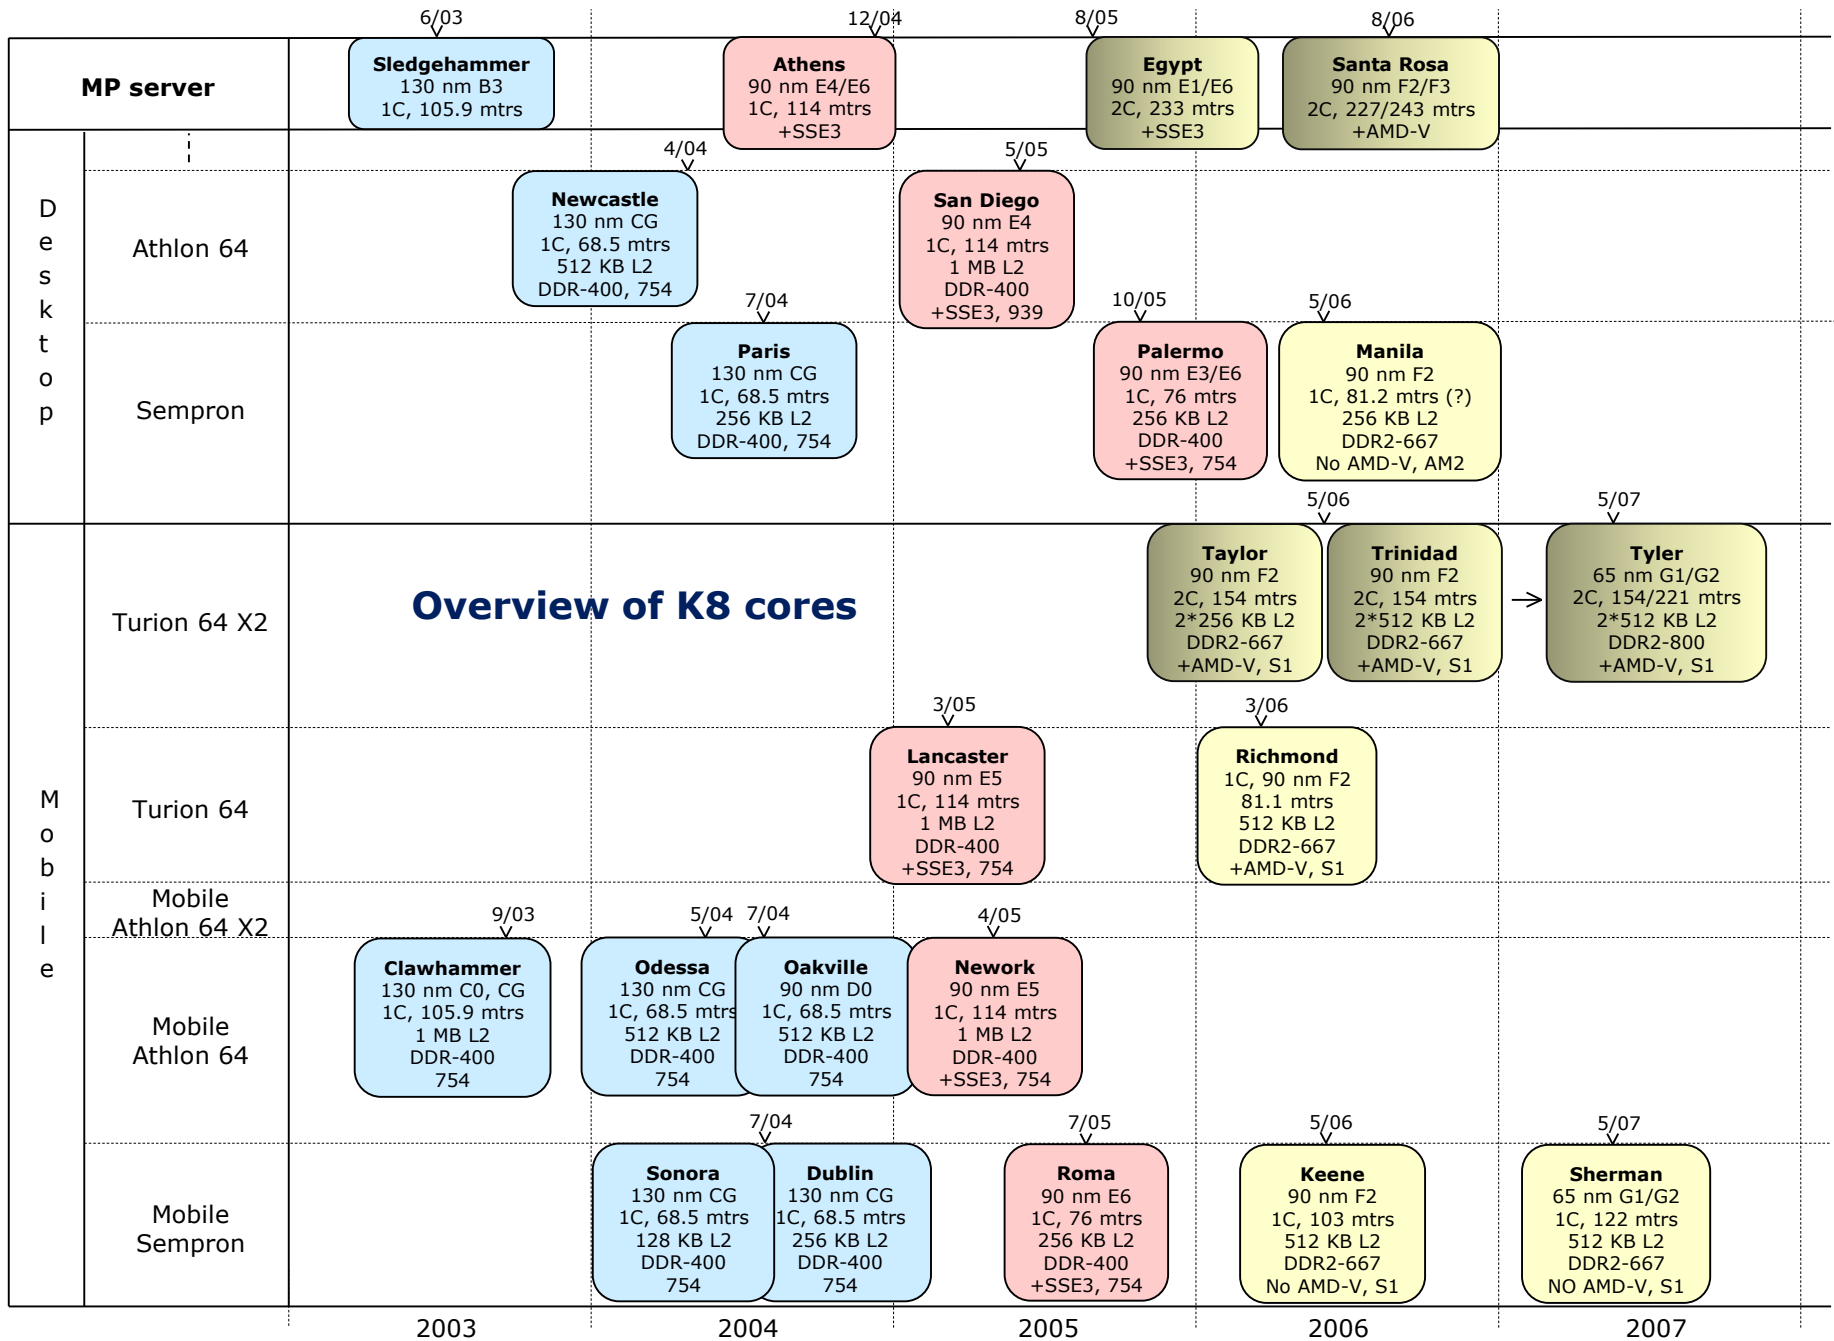 6/03
12/04
8/05
8/06
MP server
Sledgehammer
130 nm B3
1C, 105.9 mtrs
Athens
90 nm E4/E6
1C, 114 mtrs
+SSE3
Egypt
90 nm E1/E6
2C, 233 mtrs
+SSE3
Santa Rosa
90 nm F2/F3
2C, 227/243 mtrs
+AMD-V
Desktop
4/04
5/05
Athlon 64
Newcastle
130 nm CG
1C, 68.5 mtrs
512 KB L2
DDR-400, 754
San Diego
90 nm E4
1C, 114 mtrs
1 MB L2
DDR-400
+SSE3, 939
7/04
10/05
5/06
Sempron
Paris
130 nm CG
1C, 68.5 mtrs
256 KB L2
DDR-400, 754
Palermo
90 nm E3/E6
1C, 76 mtrs
256 KB L2
DDR-400
+SSE3, 754
Manila
90 nm F2
1C, 81.2 mtrs (?)
256 KB L2
DDR2-667
No AMD-V, AM2
Mobile
5/06
5/07
Turion 64 X2
Overview of K8 cores
Taylor
90 nm F2
2C, 154 mtrs
2*256 KB L2
DDR2-667
+AMD-V, S1
Trinidad
90 nm F2
2C, 154 mtrs
2*512 KB L2
DDR2-667
+AMD-V, S1
Tyler
65 nm G1/G2
2C, 154/221 mtrs
2*512 KB L2
DDR2-800
+AMD-V, S1
3/05
3/06
Turion 64
Lancaster
90 nm E5
1C, 114 mtrs
1 MB L2
DDR-400
+SSE3, 754
Richmond
1C, 90 nm F2
81.1 mtrs
512 KB L2
DDR2-667
+AMD-V, S1
Mobile
Athlon 64 X2
9/03
5/04
7/04
4/05
Mobile
Athlon 64
Clawhammer
130 nm C0, CG
1C, 105.9 mtrs
1 MB L2
DDR-400
754
Odessa
130 nm CG
1C, 68.5 mtrs
512 KB L2
DDR-400
754
Oakville
90 nm D0
1C, 68.5 mtrs
512 KB L2
DDR-400
754
Nework
90 nm E5
1C, 114 mtrs
1 MB L2
DDR-400
+SSE3, 754
7/04
7/05
5/06
5/07
Mobile
Sempron
Sonora
130 nm CG
1C, 68.5 mtrs
128 KB L2
DDR-400
754
Dublin
130 nm CG
1C, 68.5 mtrs
256 KB L2
DDR-400
754
Roma
90 nm E6
1C, 76 mtrs
256 KB L2
DDR-400
+SSE3, 754
Keene
90 nm F2
1C, 103 mtrs
512 KB L2
DDR2-667
No AMD-V, S1
Sherman
65 nm G1/G2
1C, 122 mtrs
512 KB L2
DDR2-667
NO AMD-V, S1
2003
2004
2005
2006
2007